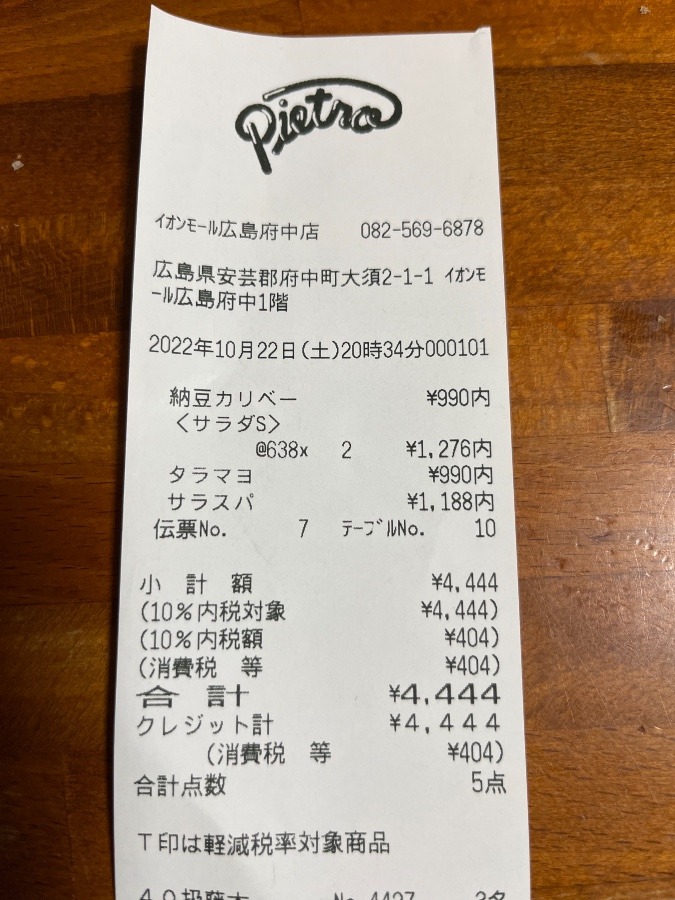 Pietro
イオンモール広島府中店 082-569-6878
広島県安芸郡府中町大須2-1-1 イオンモ
ール広島府中1階
2022年10月22日(土)20時34分000101
納豆カリベー ¥990内
〈サラダS〉
@638x 2 ¥1,276内
タラマヨ ¥990内
サラスパ ¥1,188内
伝票No. 7 テーブルNo. 10
小 計 額 ¥4,444
(10%内税対象 ¥4,444)
(10%内税額 ¥404)
(消費税 等 ¥404)
合 計 ¥4,444
クレジット計 ¥4,444
(消費税 等 ¥404)
合計点数 5点
T印は軽減税率対象商品
No.4427